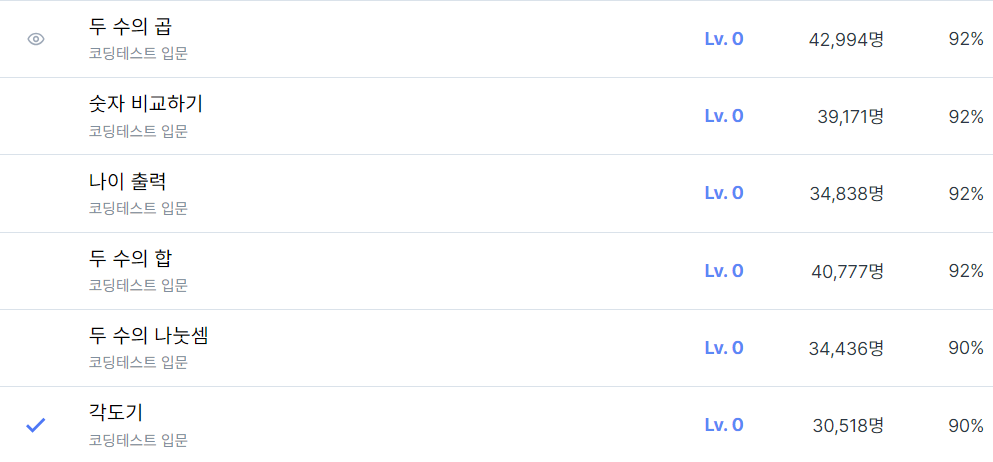 두 수의 곱
코딩테스트 입문
Lv. 0 42,994명 92%
숫자 비교하기
코딩테스트 입문
Lv. 0 39,171명 92%
나이 출력
코딩테스트 입문
Lv. 0 34,838명 92%
두 수의 합
코딩테스트 입문
Lv. 0 40,777명 92%
두 수의 나눗셈
코딩테스트 입문
Lv. 0 34,436명 90%
각도기
코딩테스트 입문
Lv. 0 30,518명 90%